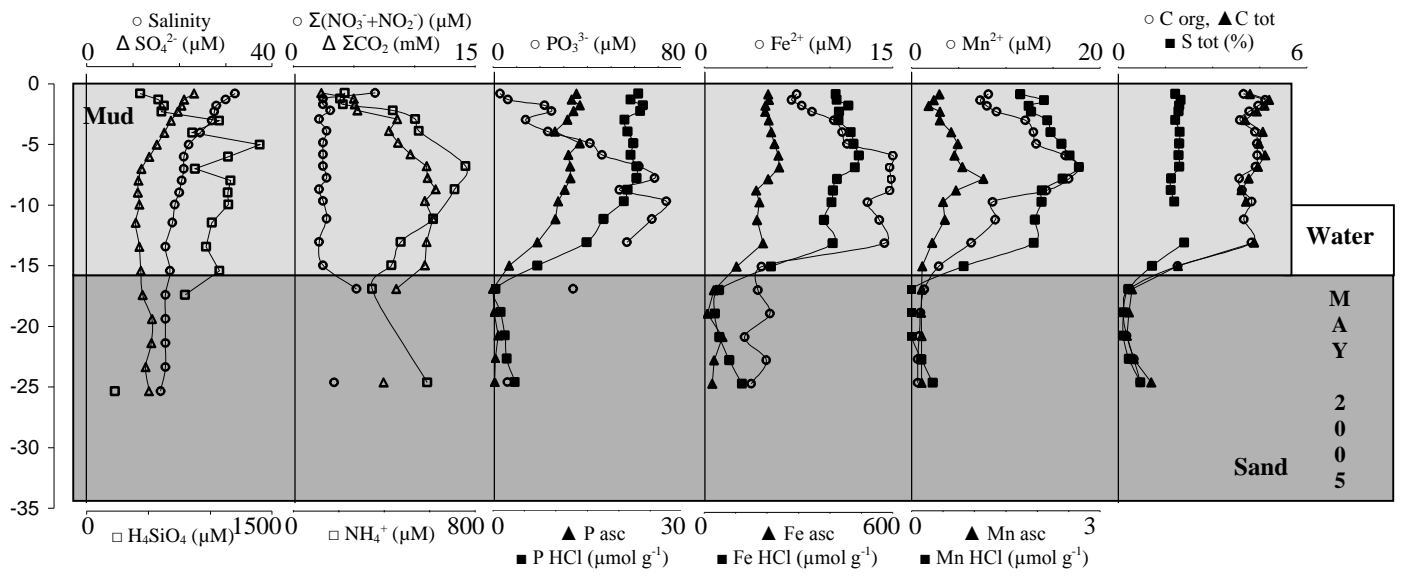 ○ Salinity
Δ SO₄²⁻ (µM)
0 40
○ Σ(NO₃⁻+NO₂⁻) (µM)
Δ ΣCO₂ (mM)
0 15
○ PO₃³⁻ (µM)
0 80
○ Fe²⁺ (µM)
0 15
○ Mn²⁺ (µM)
0 20
○ C org, ▲ C tot
■ S tot (%)
0 6
0
-5
-10
-15
-20
-25
-30
-35
Mud
Water
Sand
M
A
Y
2
0
0
5
0 1500
□ H₄SiO₄ (µM)
0 800
□ NH₄⁺ (µM)
0 30
▲ P asc
■ P HCl (µmol g⁻¹)
0 600
▲ Fe asc
■ Fe HCl (µmol g⁻¹)
0 3
▲ Mn asc
■ Mn HCl (µmol g⁻¹)